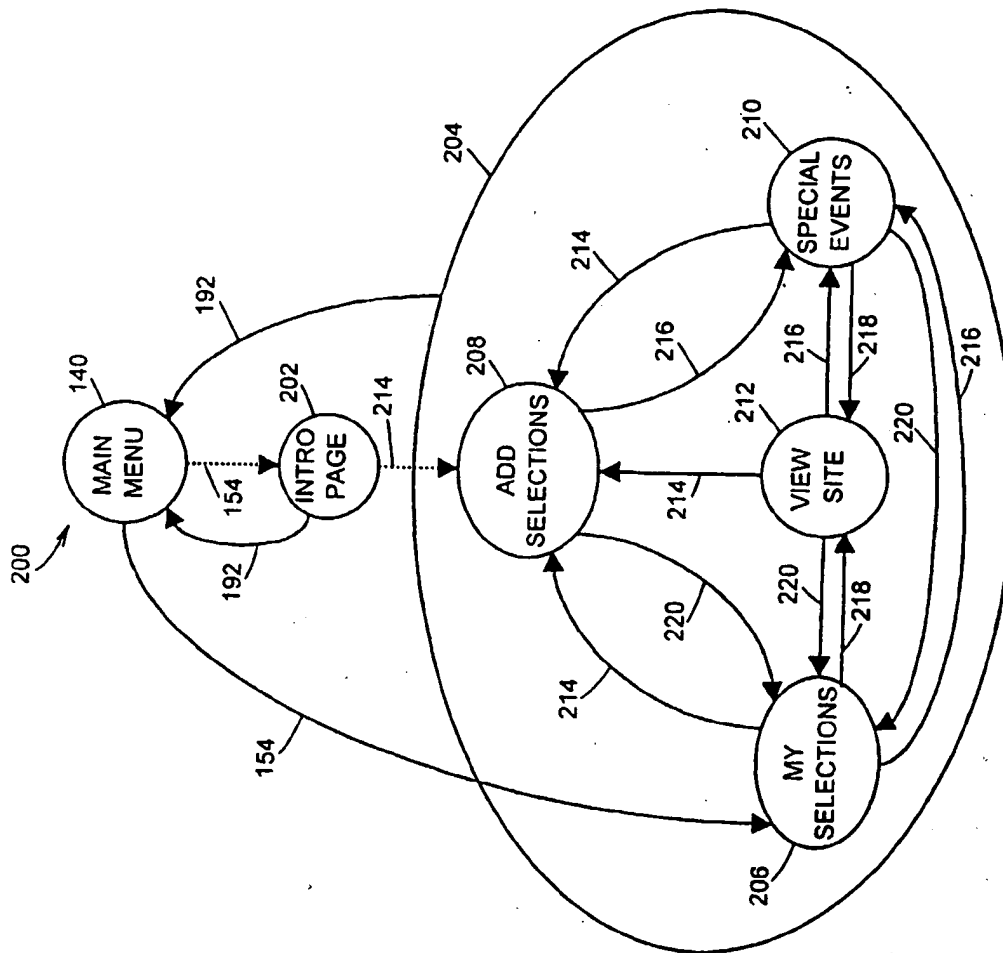 200
MAIN
MENU
140
192
154
192
INTRO
PAGE
202
214
154
204
ADD
SELECTIONS
208
214
220
216
214
214
MY
SELECTIONS
206
220
218
VIEW
SITE
212
216
218
SPECIAL
EVENTS
210
220
216